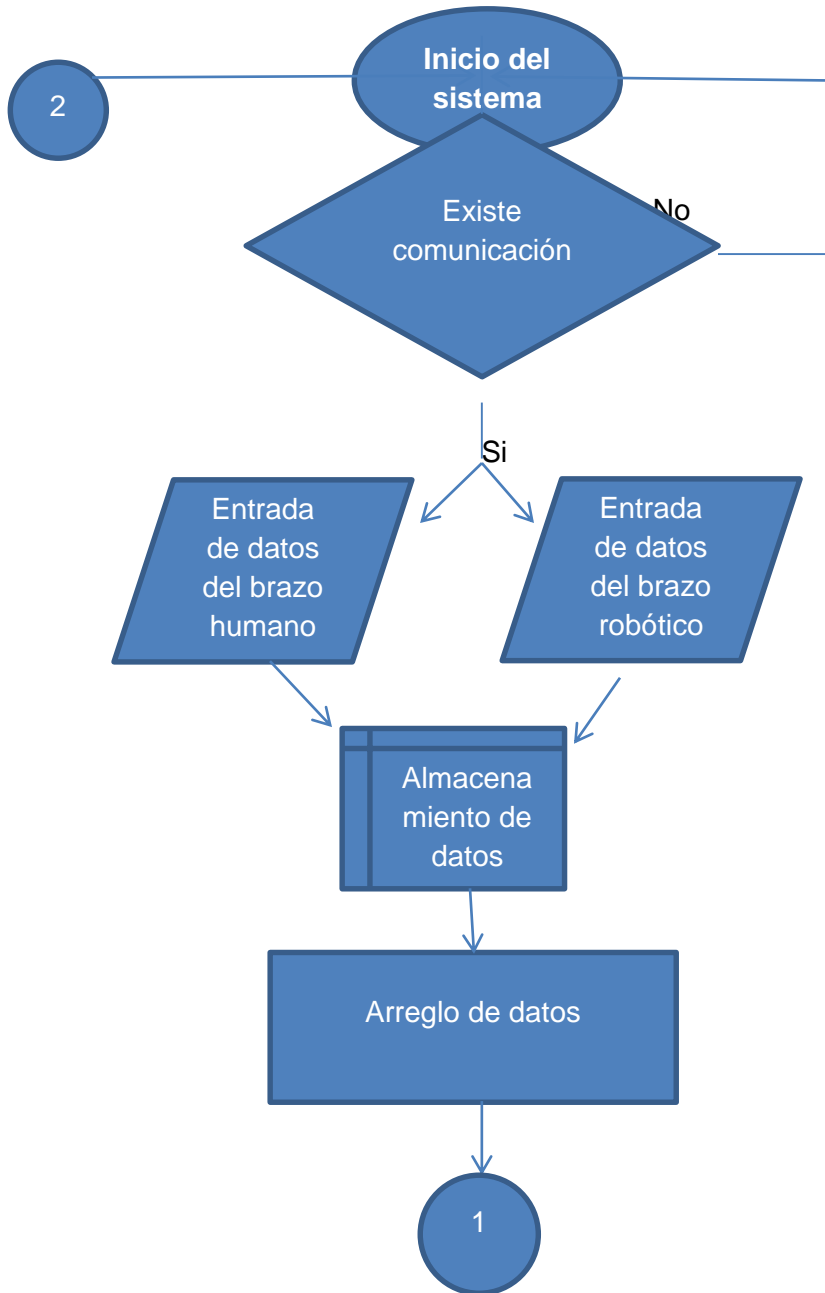 Inicio del
sistema
2
Existe
comunicación
No
Si
Entrada
de datos
del brazo
humano
Entrada
de datos
del brazo
robótico
Almacena
miento de
datos
Arreglo de datos
1